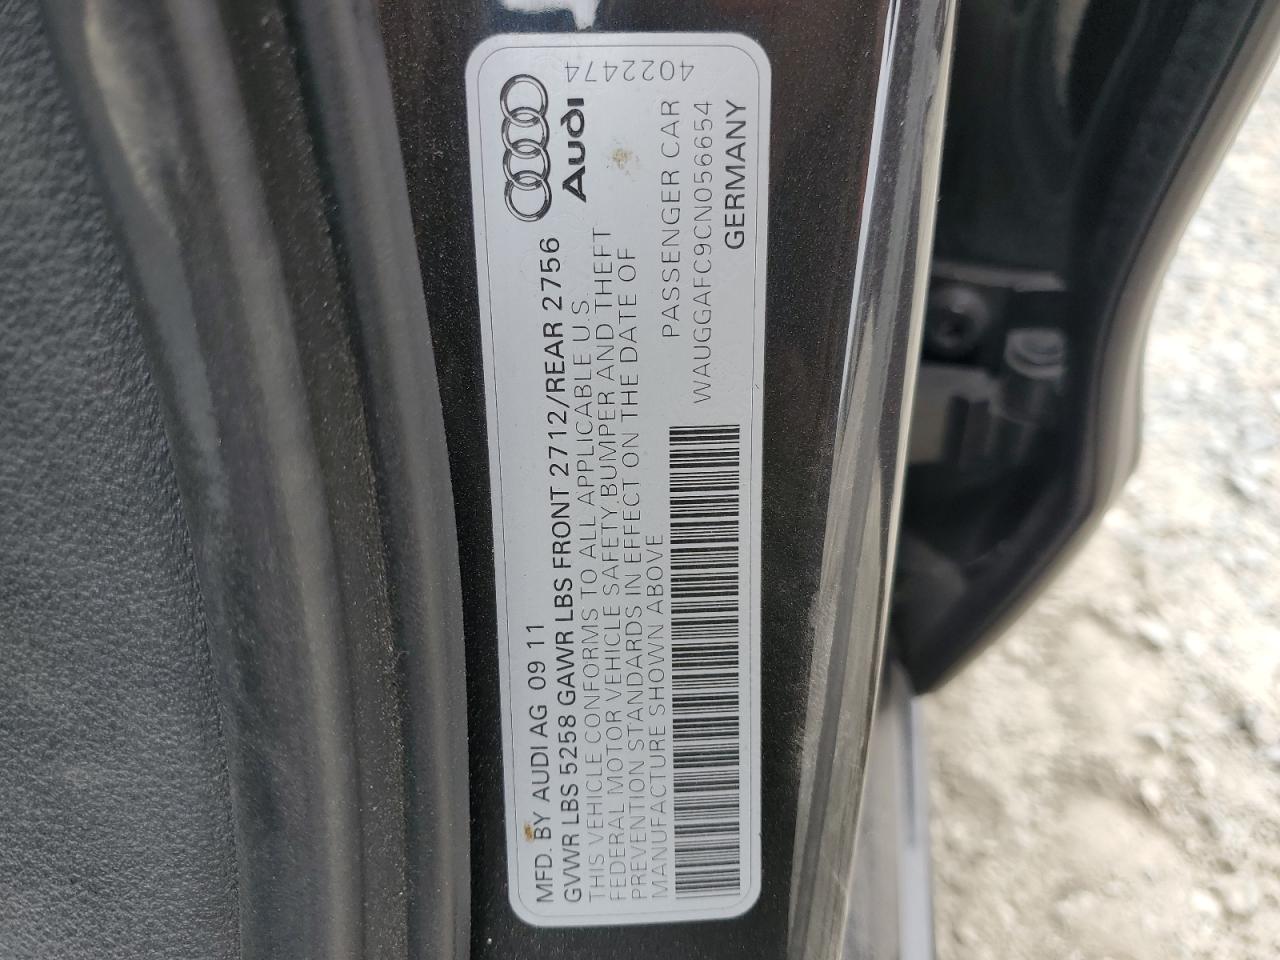 MFD. BY AUDI AG 09 11
GVWR LBS 5258 GAWR LBS FRONT 2712/REAR 2756
THIS VEHICLE CONFORMS TO ALL APPLICABLE U.S.
FEDERAL MOTOR VEHICLE SAFETY,BUMPER AND THEFT
PREVENTION STANDARDS IN EFFECT ON THE DATE OF
MANUFACTURE SHOWN ABOVE
Audi
4022474
PASSENGER CAR
WAUGGAFC9CN056654
GERMANY